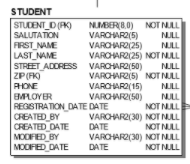 STUDENT
STUDENT_ID (PK) NUMBER(8,0) NOT NULL
SALUTATION VARCHAR2(5) NULL
FIRST_NAME VARCHAR2(25) NULL
LAST_NAME VARCHAR2(25) NOT NULL
STREET_ADDRESS VARCHAR2(50) NULL
ZIP (FK) VARCHAR2(5) NOT NULL
PHONE VARCHAR2(15) NULL
EMPLOYER VARCHAR2(50) NULL
REGISTRATION_DATE DATE NOT NULL
CREATED_BY VARCHAR2(30) NOT NULL
CREATED_DATE DATE NOT NULL
MODIFIED_BY VARCHAR2(30) NOT NULL
MODIFIED_DATE DATE NOT NULL